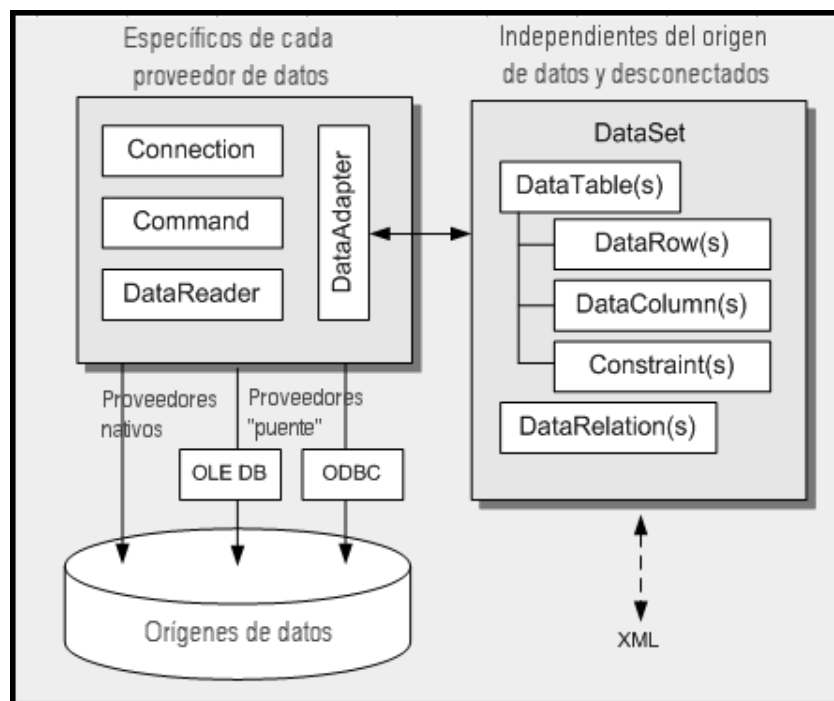 Específicos de cada
proveedor de datos
Connection
Command
DataReader
DataAdapter
Proveedores
nativos
Proveedores
"puente"
OLE DB
ODBC
Orígenes de datos
Independientes del origen
de datos y desconectados
DataSet
DataTable(s)
DataRow(s)
DataColumn(s)
Constraint(s)
DataRelation(s)
XML